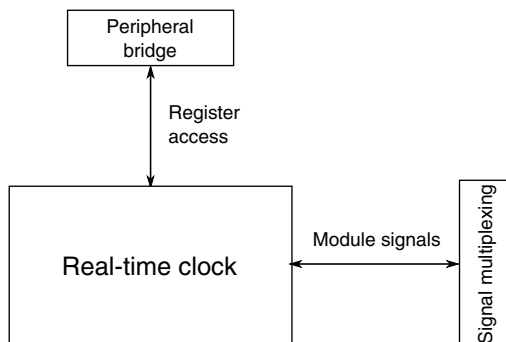 Peripheral
bridge
Register
access
Real-time clock
Module signals
Signal multiplexing